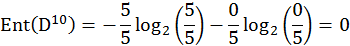 Ent(D¹⁰) = −5/5 log₂(5/5) − 0/5 log₂(0/5) = 0